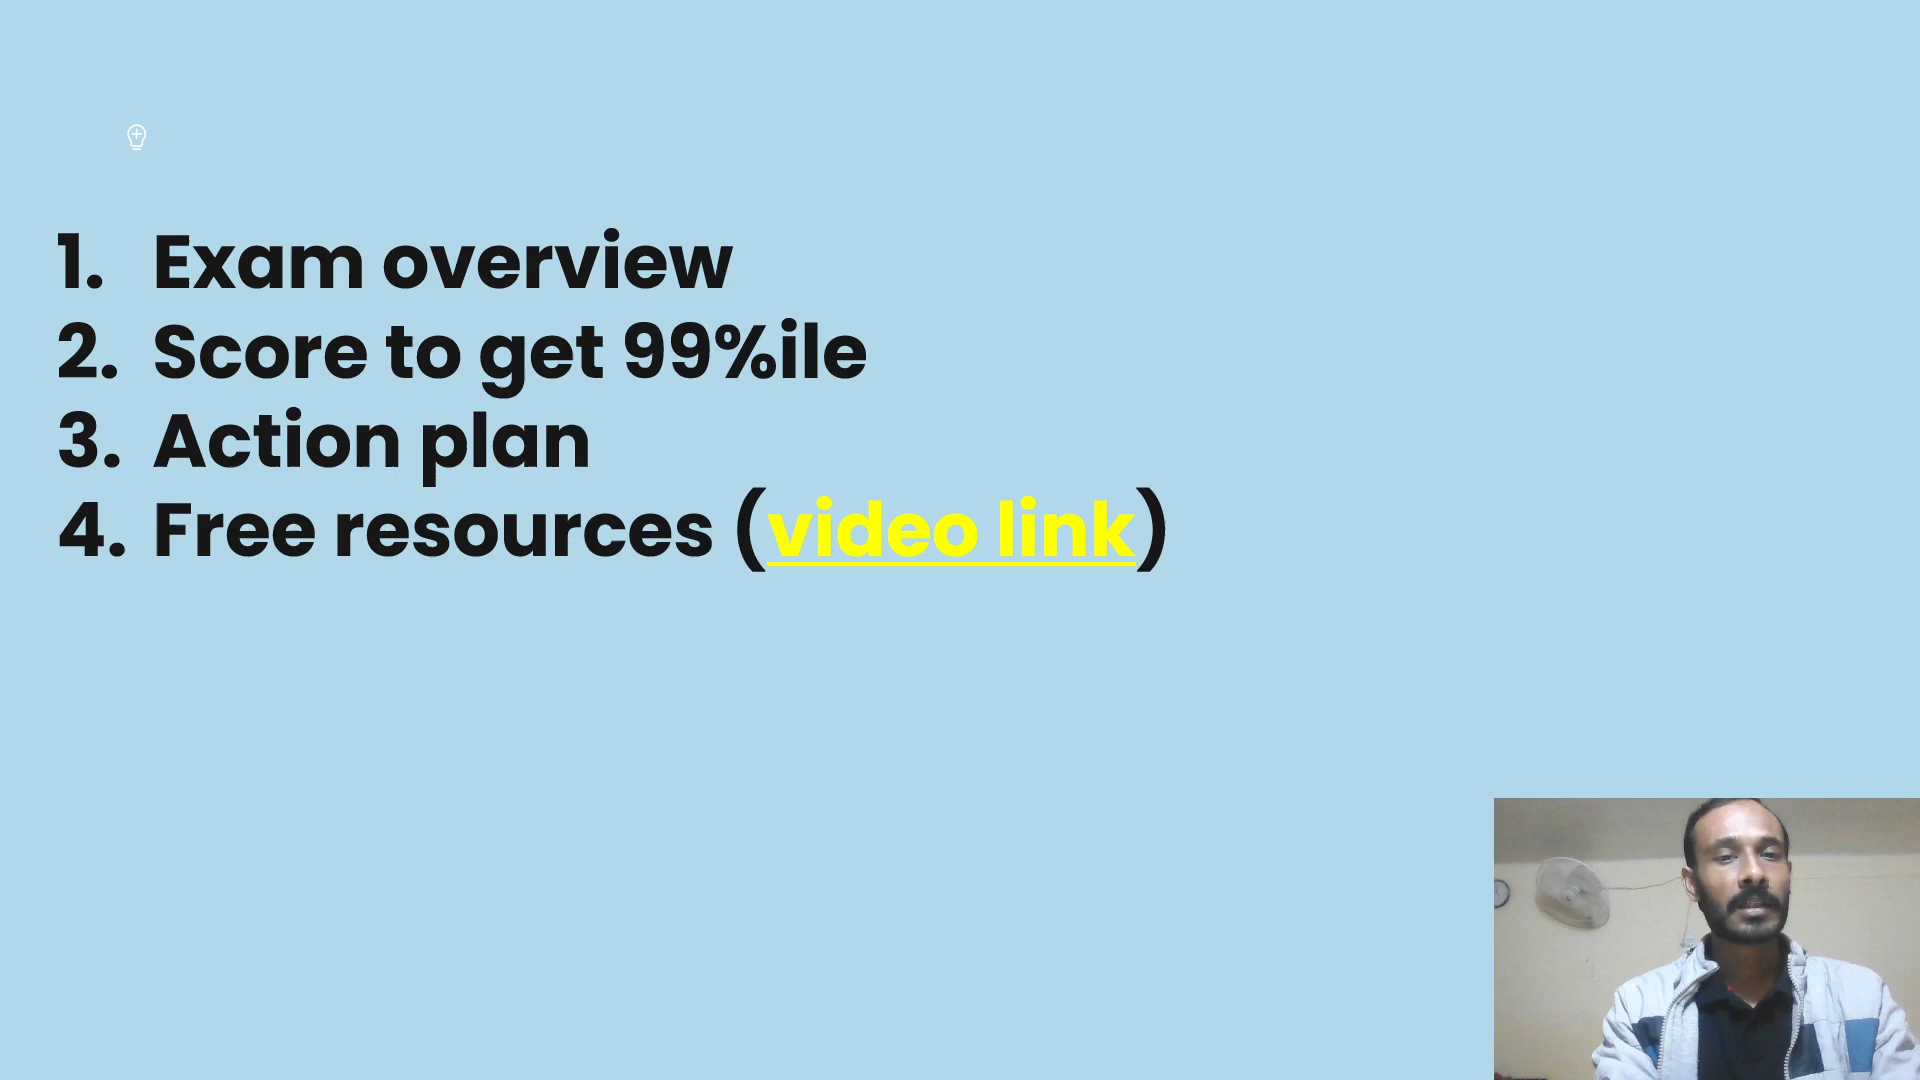 1. Exam overview
2. Score to get 99%ile
3. Action plan
4. Free resources (video link)